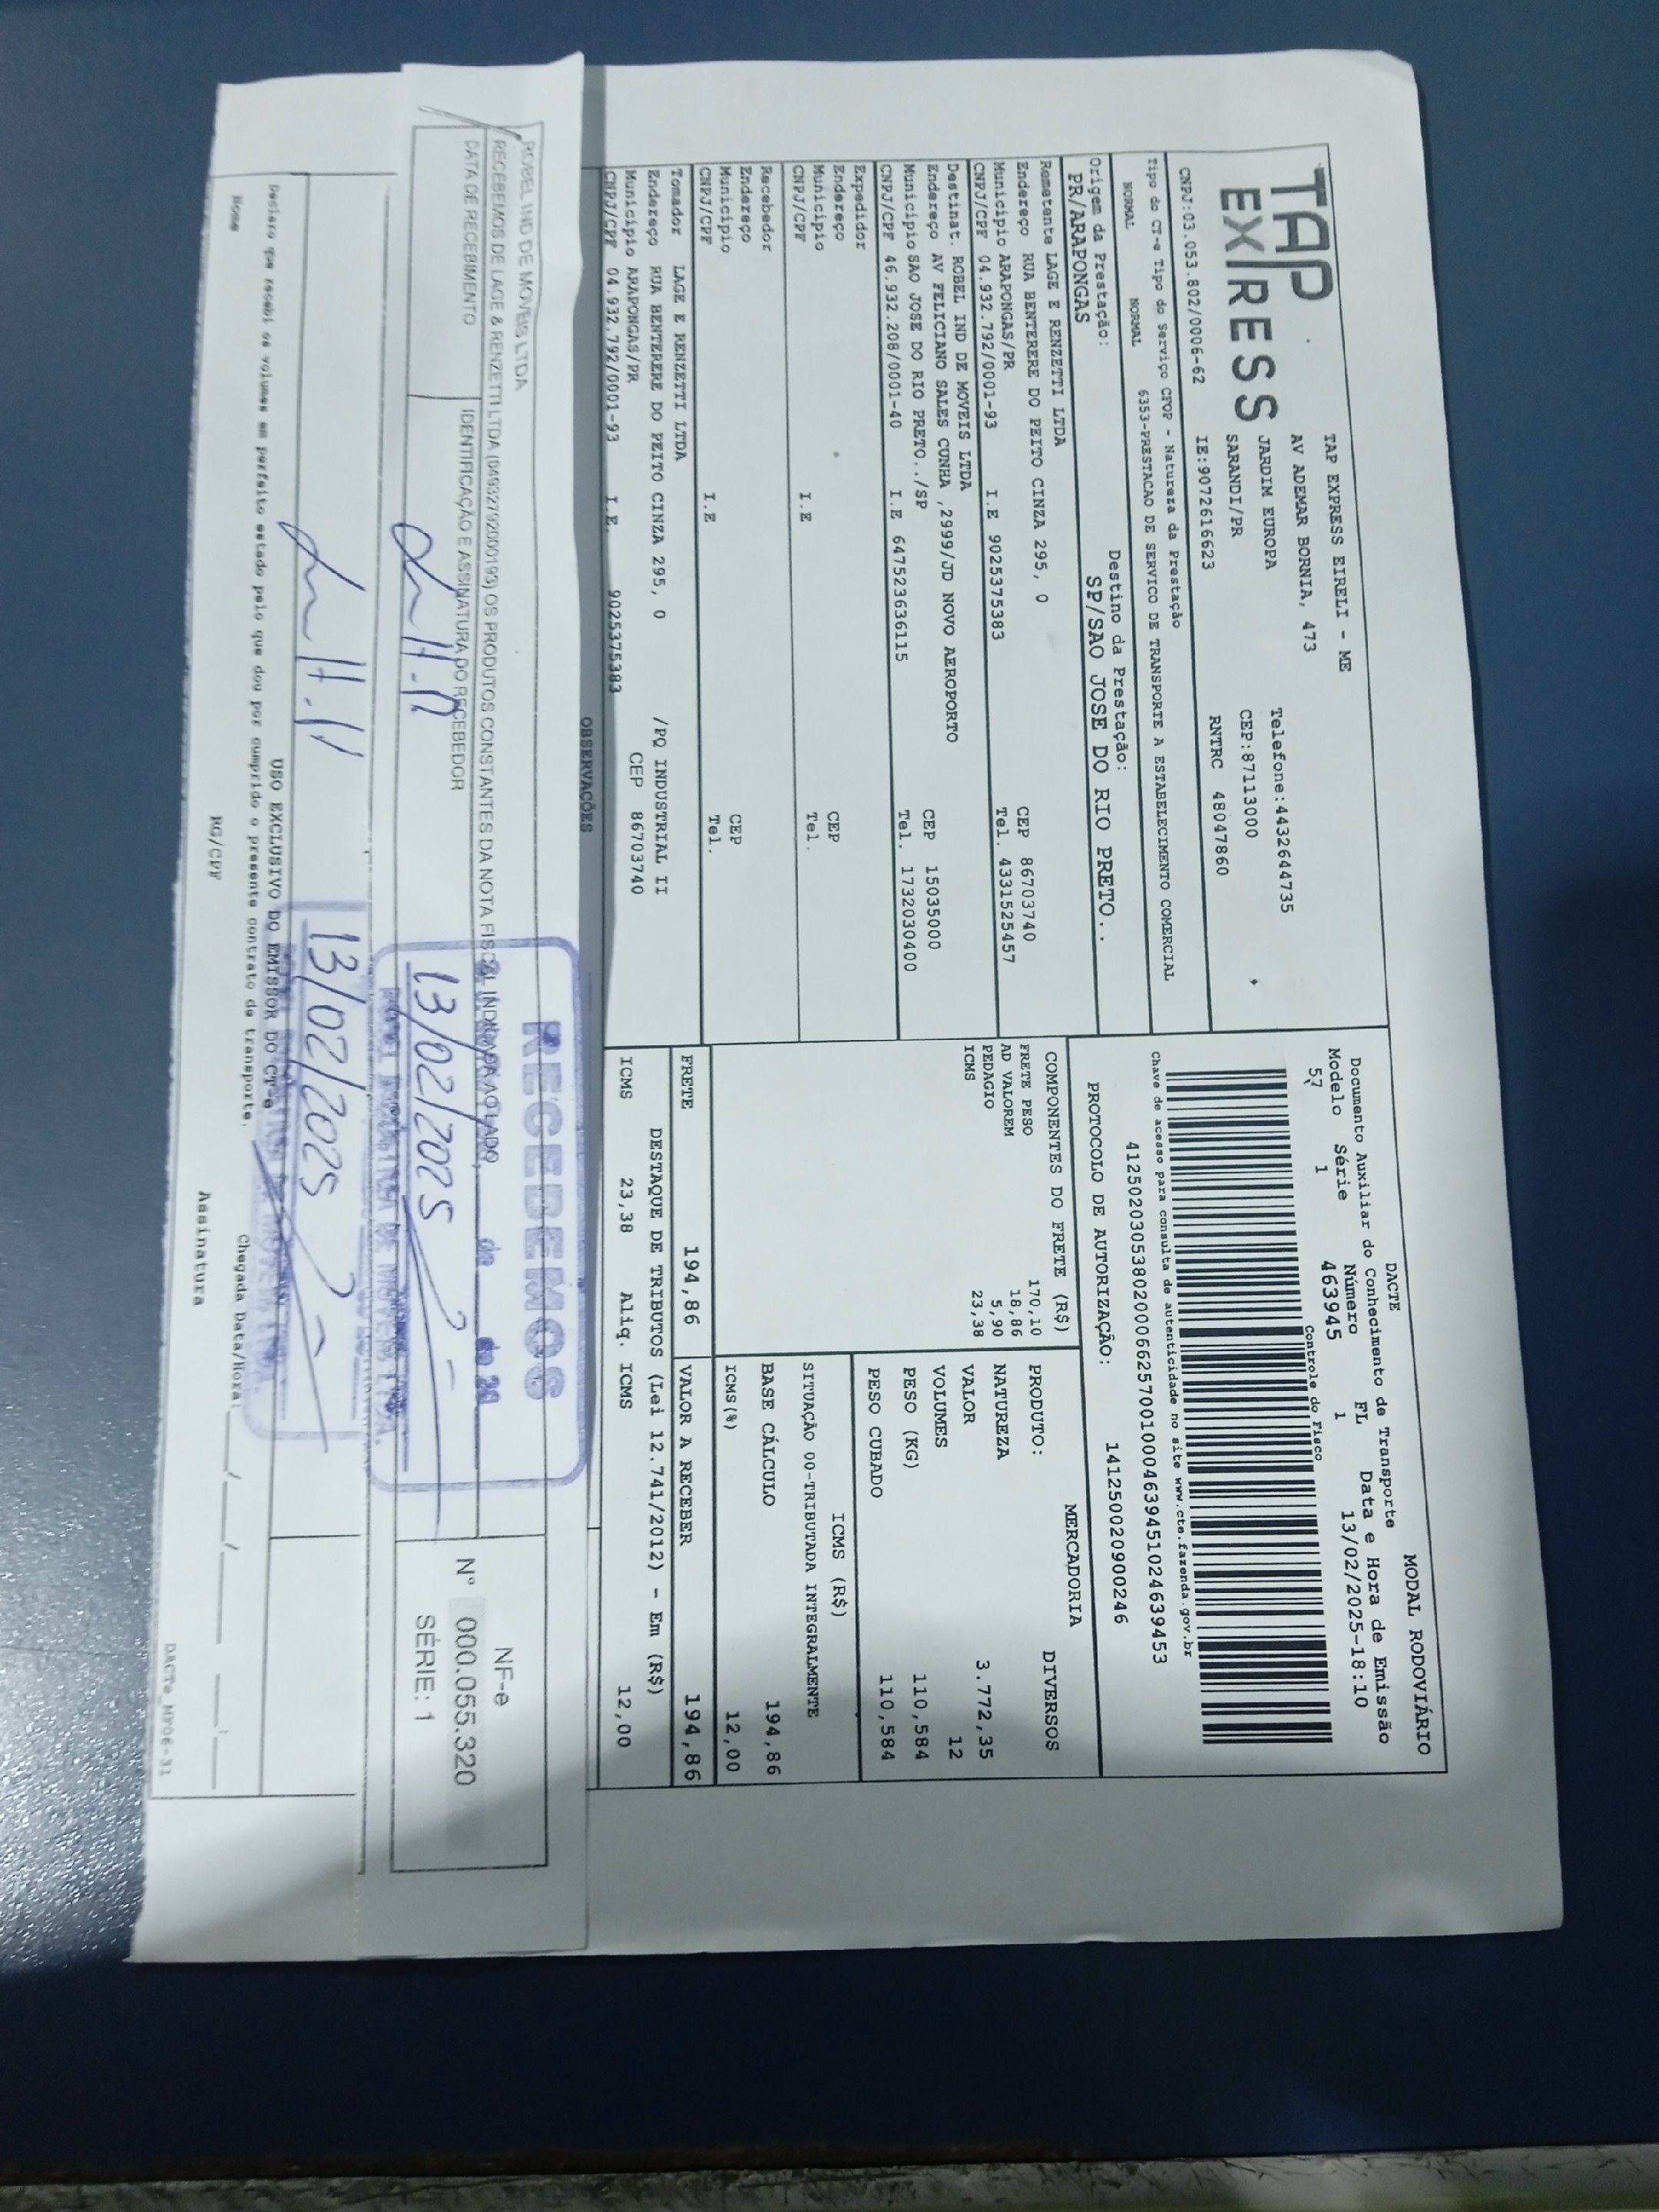 TAP
EXPRESS
TAP EXPRESS EIRELI - ME
AV ADEMAR BORNIA, 473
JARDIM EUROPA
SARANDI/PR
Telefone:4432644735
CEP:87113000
CNPJ:03.053.802/0006-62 IE:9072616623 RNTRC 48047860
Tipo do CT-e Tipo do Serviço CFOP - Natureza da Prestação
NORMAL NORMAL 6353-PRESTACAO DE SERVICO DE TRANSPORTE A ESTABELECIMENTO COMERCIAL
Origem da Prestação: Destino da Prestação:
PR/ARAPONGAS SP/SAO JOSE DO RIO PRETO..
Remetente LAGE E RENZETTI LTDA
Endereço RUA BENTERERE DO PEITO CINZA 295, 0 CEP 86703740
Município ARAPONGAS/PR Tel. 4331525457
CNPJ/CPF 04.932.792/0001-93 I.E 9025375383
Destinat. ROBEL IND DE MOVEIS LTDA
Endereço AV FELICIANO SALES CUNHA ,2999/JD NOVO AEROPORTO CEP 15035000
Município SAO JOSE DO RIO PRETO../SP Tel. 1732030400
CNPJ/CPF 46.932.208/0001-40 I.E 647523636115
Expedidor
Endereço CEP
Município Tel.
CNPJ/CPF I.E
Recebedor
Endereço CEP
Município Tel.
CNPJ/CPF I.E
Tomador LAGE E RENZETTI LTDA
Endereço RUA BENTERERE DO PEITO CINZA 295, 0 /PQ INDUSTRIAL II
Município ARAPONGAS/PR CEP 86703740
CNPJ/CPF 04.932.792/0001-93 I.E. 9025375383
DACTE MODAL RODOVIÁRIO
Documento Auxiliar do Conhecimento de Transporte
Modelo Série Número FL Data e Hora de Emissão
57 1 463945 1 13/02/2025-18:10
Controle do Fisco
Chave de acesso para consulta de autenticidade no site www.cte.fazenda.gov.br
41250203053802000662570010004639451024639453
PROTOCOLO DE AUTORIZAÇÃO: 141250020900246
COMPONENTES DO FRETE (R$)
FRETE PESO 170,10
AD VALOREM 18,86
PEDAGIO 5,90
ICMS 23,38
MERCADORIA
PRODUTO: DIVERSOS
NATUREZA
VALOR 3.772,35
VOLUMES 12
PESO (KG) 110,584
PESO CUBADO 110,584
ICMS (R$)
SITUAÇÃO 00-TRIBUTADA INTEGRALMENTE
BASE CÁLCULO 194,86
ICMS(%) 12,00
FRETE 194,86 VALOR A RECEBER 194,86
DESTAQUE DE TRIBUTOS (Lei 12.741/2012) - Em (R$)
ICMS 23,38 Aliq. ICMS 12,00
OBSERVAÇÕES
ROBEL IND DE MOVEIS LTDA
RECEBEMOS DE LAGE & RENZETTI LTDA (04932792000193) OS PRODUTOS CONSTANTES DA NOTA FISCAL INDICADA AO LADO
DATA DE RECEBIMENTO IDENTIFICAÇÃO E ASSINATURA DO RECEBEDOR
NF-e
N° 000.055.320
SÉRIE: 1
RECEBEMOS
13/02/2025
13/02/2025
USO EXCLUSIVO DO EMISSOR DO CT-e
Declaro que recebi os volumes em perfeito estado pelo que dou por cumprido o presente contrato de transporte.
Chegada Data/Hora: __/__/__ __:__
Nome RG/CPF Assinatura
DACTe_MP06-31